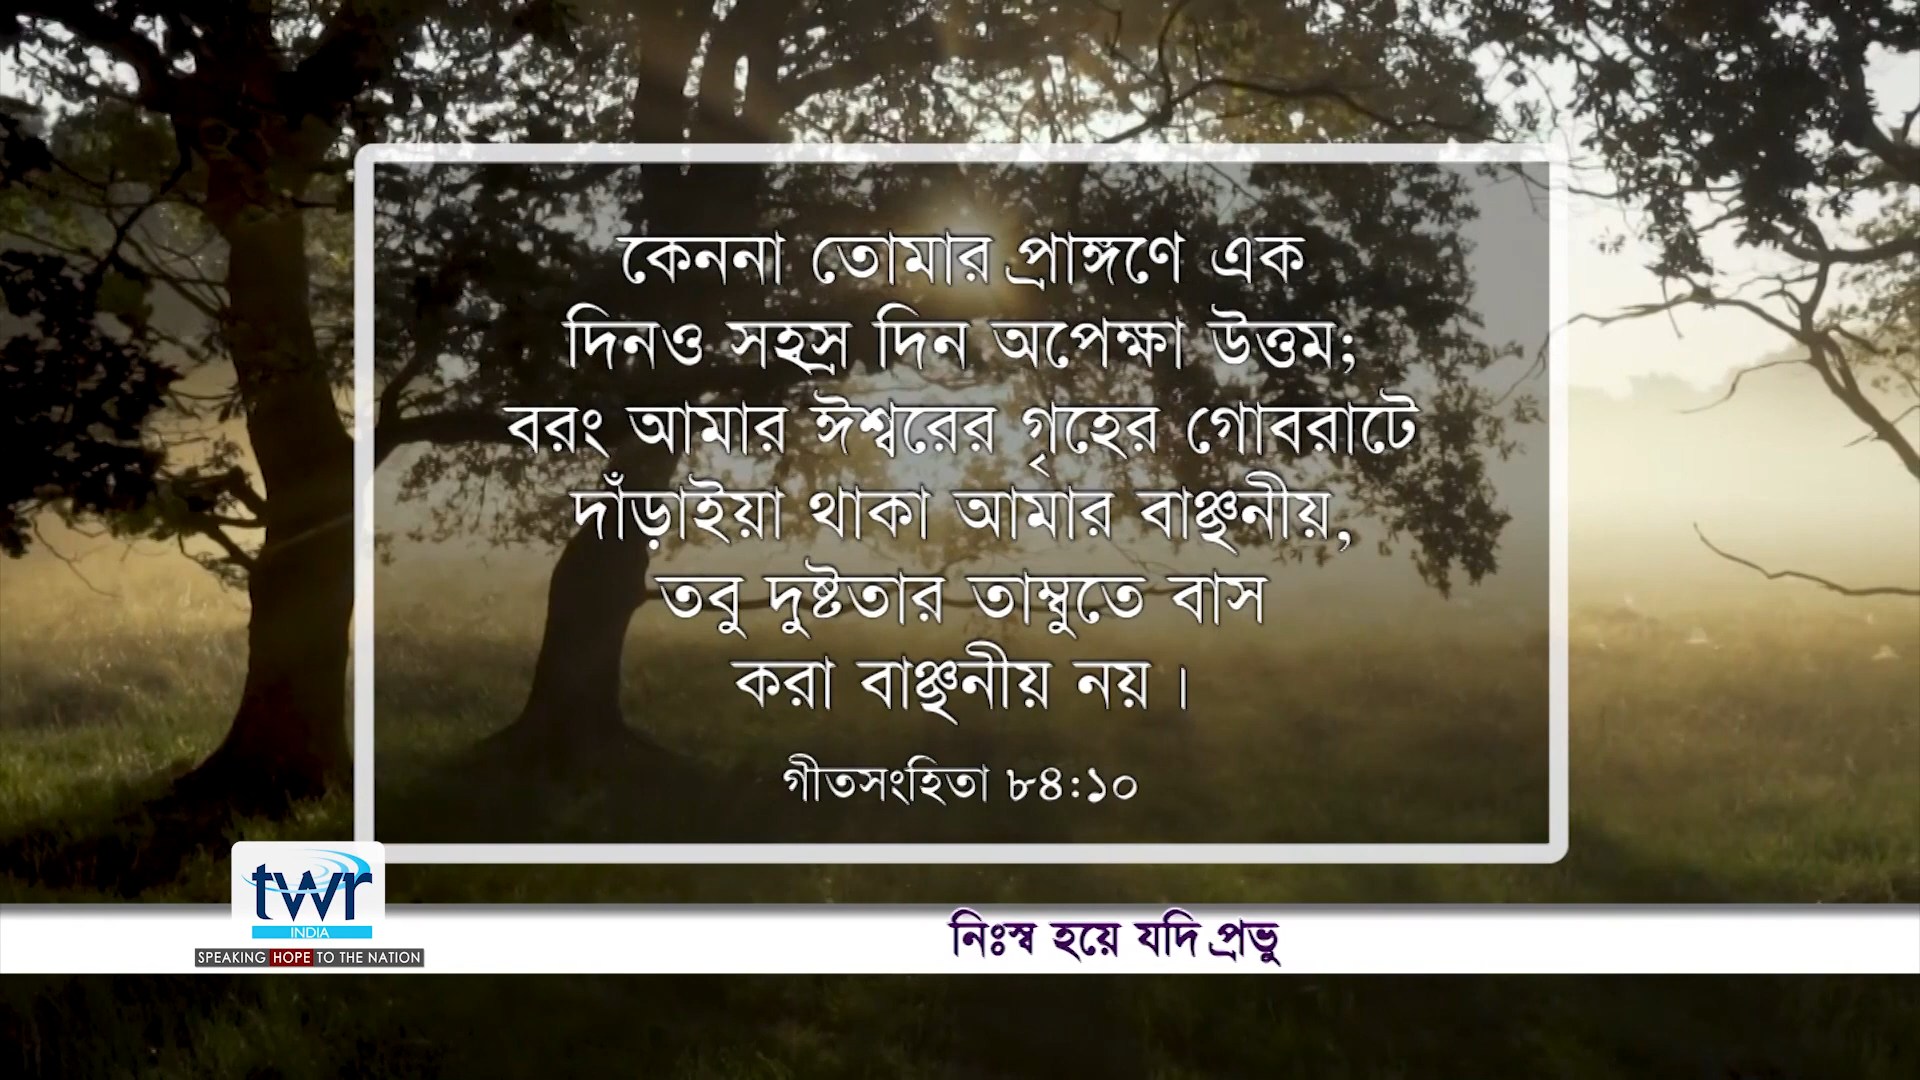 কেননা তোমার প্রাঙ্গণে এক
দিনও সহস্র দিন অপেক্ষা উত্তম;
বরং আমার ঈশ্বরের গৃহের গোবরাটে
দাঁড়াইয়া থাকা আমার বাঞ্ছনীয়,
তবু দুষ্টতার তাম্বুতে বাস
করা বাঞ্ছনীয় নয়।
গীতসংহিতা ৮৪:১০
twr
INDIA
SPEAKING HOPE TO THE NATION
নিঃস্ব হয়ে যদি প্রভু